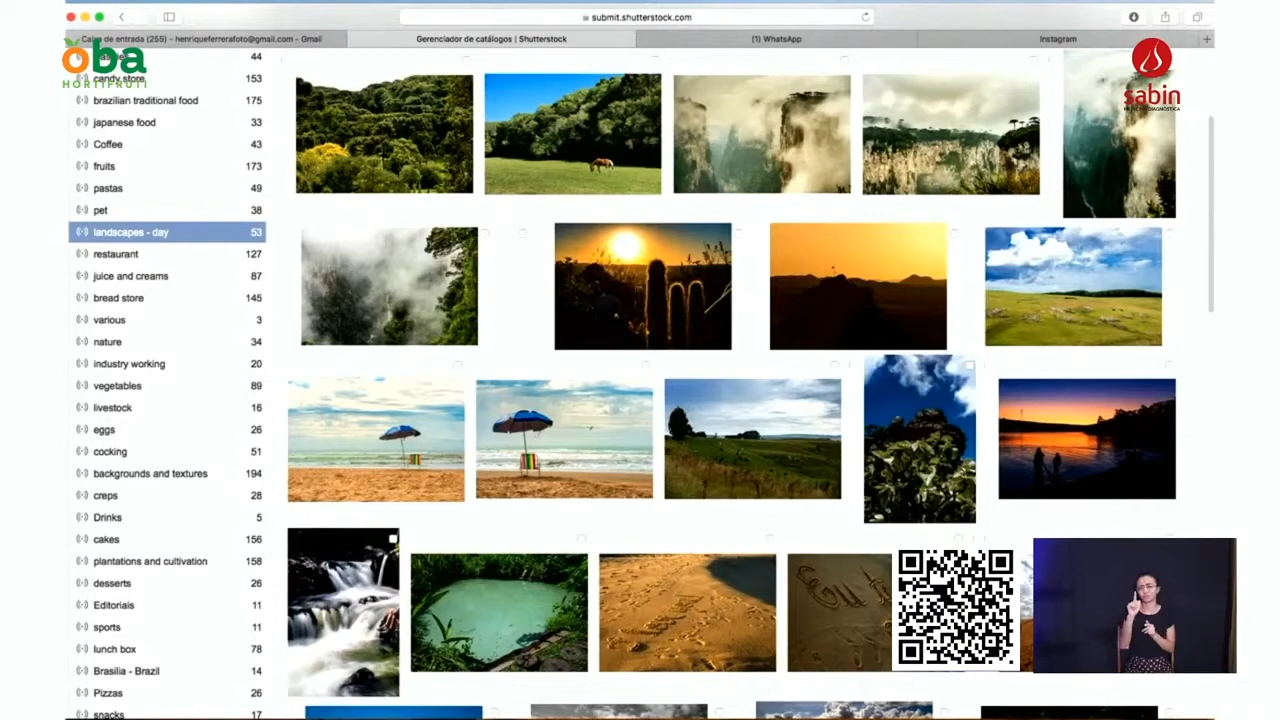 submit.shutterstock.com
Caixa de entrada (255) - henriqueferrerafoto@gmail.com - Gmail
Gerenciador de catálogos | Shutterstock
(1) WhatsApp
Instagram
oba
HORTIFRUTI
sabin
44
candy store 153
brazilian traditional food 175
japanese food 33
Coffee 43
fruits 173
pastas 49
pet 38
landscapes - day 53
restaurant 127
juice and creams 87
bread store 145
various 3
nature 34
industry working 20
vegetables 89
livestock 16
eggs 26
cocking 51
backgrounds and textures 194
creps 28
Drinks 5
cakes 156
plantations and cultivation 158
desserts 26
Editoriais 11
sports 11
lunch box 78
Brasilia - Brazil 14
Pizzas 26
snacks 17
Eu